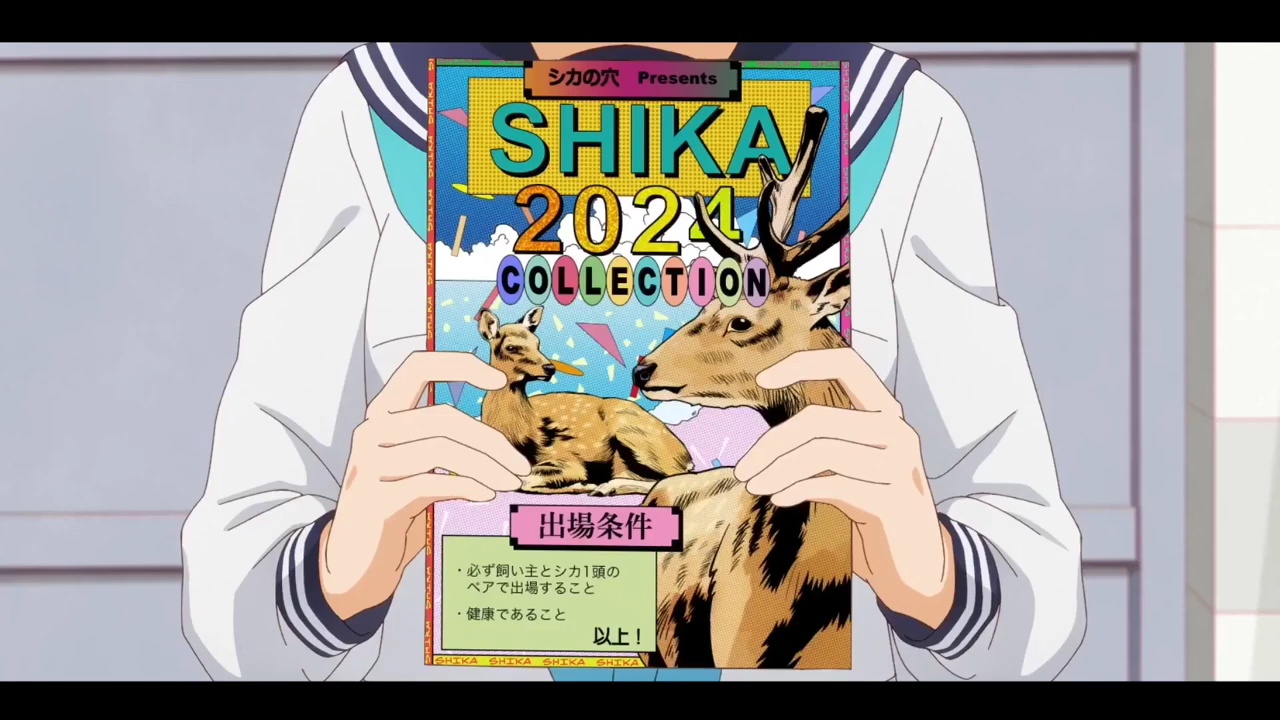 シカの穴 Presents
SHIKA
2024
COLLECTION
出場条件
・必ず飼い主とシカ1頭の
ペアで出場すること
・健康であること
以上！
SHIKA SHIKA SHIKA SHIKA